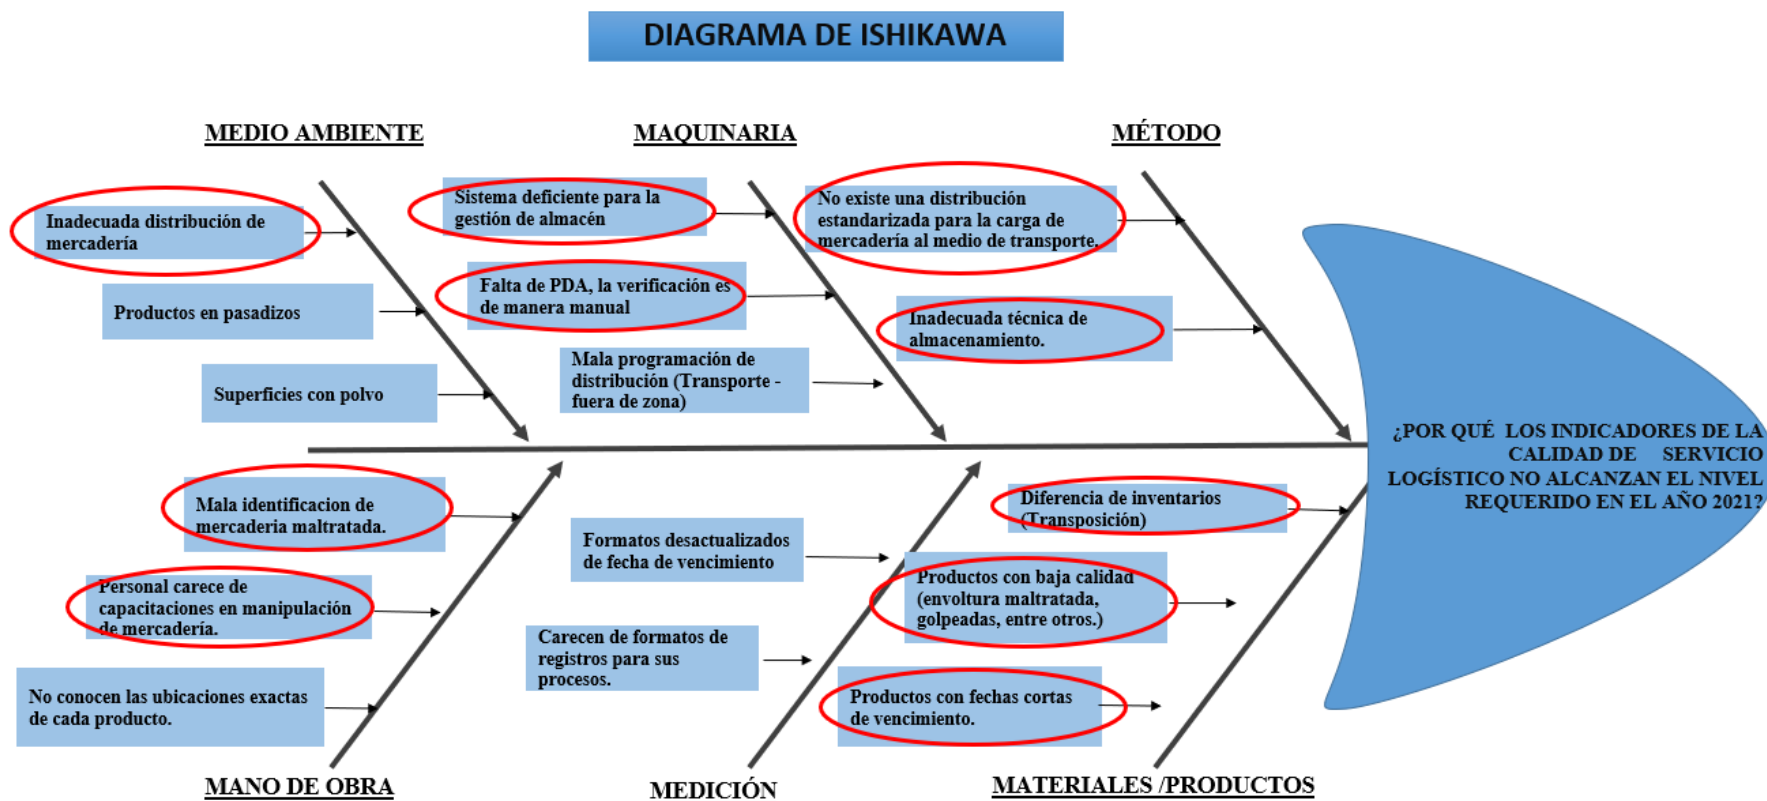 DIAGRAMA DE ISHIKAWA
MEDIO AMBIENTE
MAQUINARIA
MÉTODO
Inadecuada distribución de
mercadería
Productos en pasadizos
Superficies con polvo
Sistema deficiente para la
gestión de almacén
Falta de PDA, la verificación es
de manera manual
Mala programación de
distribución (Transporte -
fuera de zona)
No existe una distribución
estandarizada para la carga de
mercadería al medio de transporte.
Inadecuada técnica de
almacenamiento.
¿POR QUÉ LOS INDICADORES DE LA
CALIDAD DE SERVICIO
LOGÍSTICO NO ALCANZAN EL NIVEL
REQUERIDO EN EL AÑO 2021?
Mala identificacion de
mercaderia maltratada.
Personal carece de
capacitaciones en manipulación
de mercadería.
No conocen las ubicaciones exactas
de cada producto.
Formatos desactualizados
de fecha de vencimiento
Carecen de formatos de
registros para sus
procesos.
Diferencia de inventarios
(Transposición)
Productos con baja calidad
(envoltura maltratada,
golpeadas, entre otros.)
Productos con fechas cortas
de vencimiento.
MANO DE OBRA
MEDICIÓN
MATERIALES /PRODUCTOS